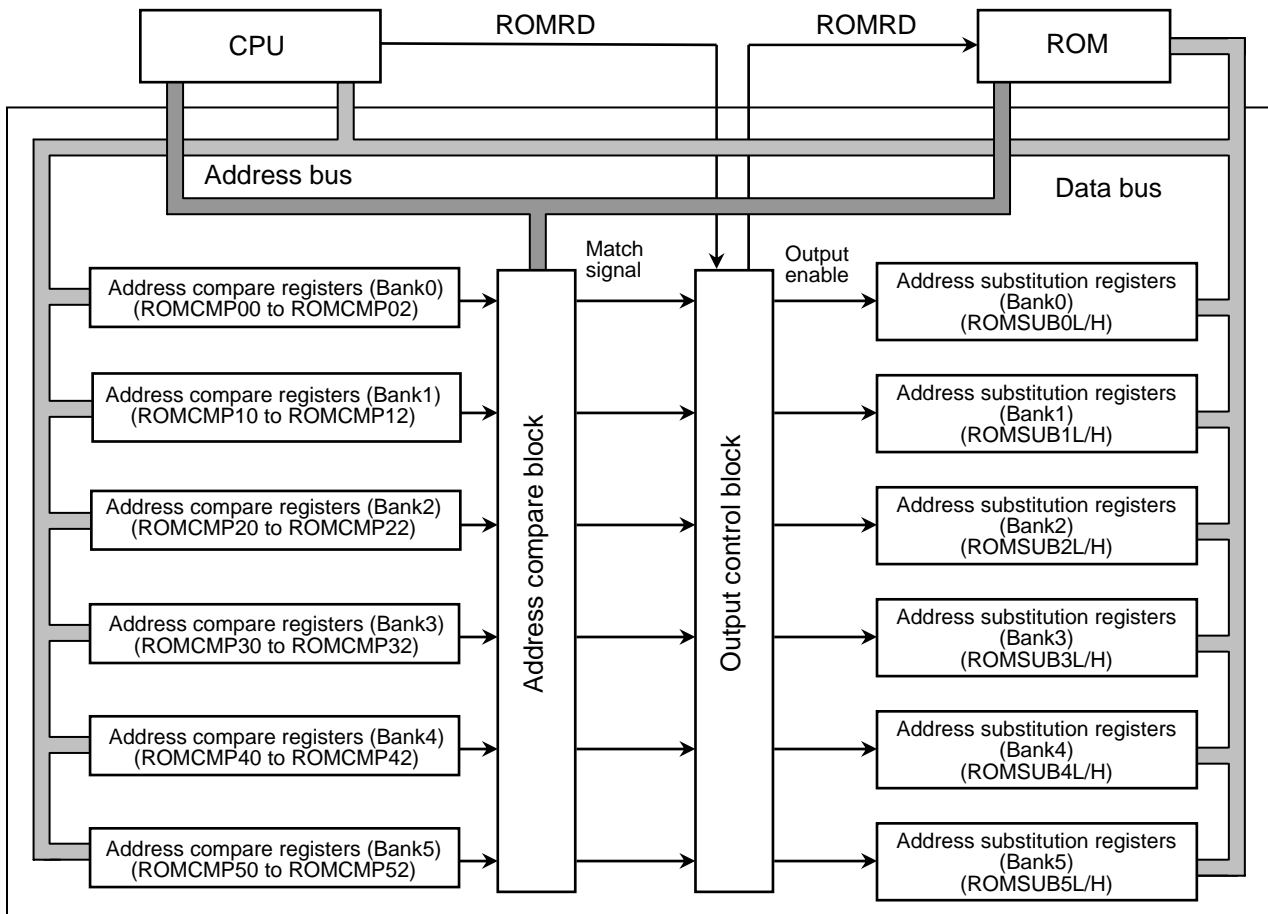 CPU
ROMRD
ROMRD
ROM
Address bus
Data bus
Match
signal
Output
enable
Address compare registers (Bank0)
(ROMCMP00 to ROMCMP02)
Address compare registers (Bank1)
(ROMCMP10 to ROMCMP12)
Address compare registers (Bank2)
(ROMCMP20 to ROMCMP22)
Address compare registers (Bank3)
(ROMCMP30 to ROMCMP32)
Address compare registers (Bank4)
(ROMCMP40 to ROMCMP42)
Address compare registers (Bank5)
(ROMCMP50 to ROMCMP52)
Address compare block
Output control block
Address substitution registers
(Bank0)
(ROMSUB0L/H)
Address substitution registers
(Bank1)
(ROMSUB1L/H)
Address substitution registers
(Bank2)
(ROMSUB2L/H)
Address substitution registers
(Bank3)
(ROMSUB3L/H)
Address substitution registers
(Bank4)
(ROMSUB4L/H)
Address substitution registers
(Bank5)
(ROMSUB5L/H)